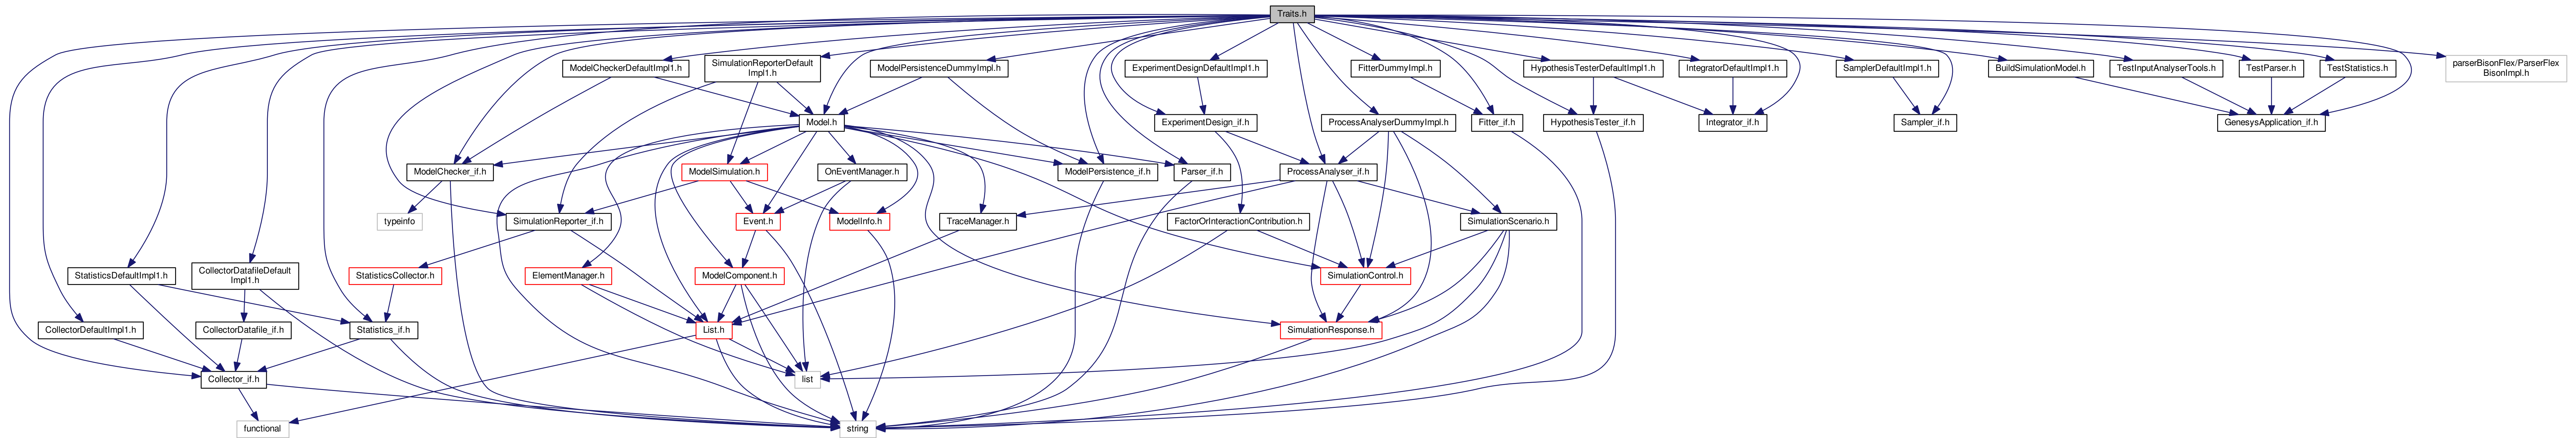 Traits.h
ModelCheckerDefaultImpl1.h
SimulationReporterDefault
Impl1.h
ModelPersistenceDummyImpl.h
ExperimentDesignDefaultImpl1.h
FitterDummyImpl.h
HypothesisTesterDefaultImpl1.h
IntegratorDefaultImpl1.h
SamplerDefaultImpl1.h
BuildSimulationModel.h
TestInputAnalyserTools.h
TestParser.h
TestStatistics.h
parserBisonFlex/ParserFlex
BisonImpl.h
Model.h
ExperimentDesign_if.h
ProcessAnalyserDummyImpl.h
Fitter_if.h
HypothesisTester_if.h
Integrator_if.h
Sampler_if.h
GenesysApplication_if.h
ModelChecker_if.h
ModelSimulation.h
OnEventManager.h
ModelPersistence_if.h
Parser_if.h
ProcessAnalyser_if.h
typeinfo
SimulationReporter_if.h
Event.h
ModelInfo.h
TraceManager.h
FactorOrInteractionContribution.h
SimulationScenario.h
StatisticsDefaultImpl1.h
CollectorDatafileDefault
Impl1.h
StatisticsCollector.h
ElementManager.h
ModelComponent.h
SimulationControl.h
CollectorDefaultImpl1.h
CollectorDatafile_if.h
Statistics_if.h
List.h
SimulationResponse.h
Collector_if.h
list
functional
string